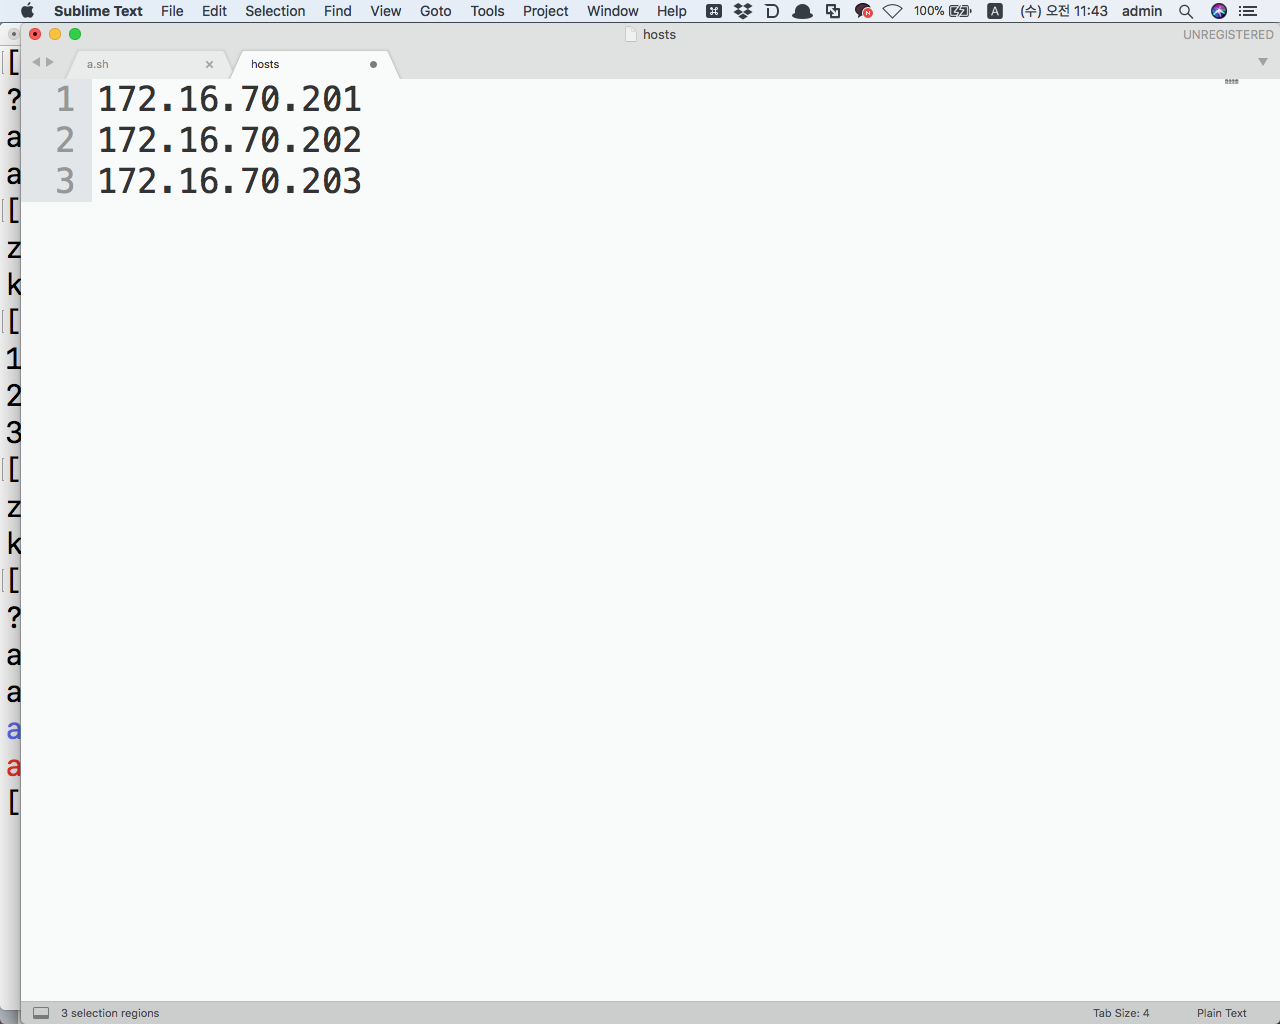 Sublime Text File Edit Selection Find View Goto Tools Project Window Help 100% A (수) 오전 11:43 admin
hosts
UNREGISTERED
a.sh
hosts
1 172.16.70.201
2 172.16.70.202
3 172.16.70.203
[
?
a
a
[
z
k
[
1
2
3
[
z
k
[
?
a
a
a
a
[
3 selection regions
Tab Size: 4
Plain Text